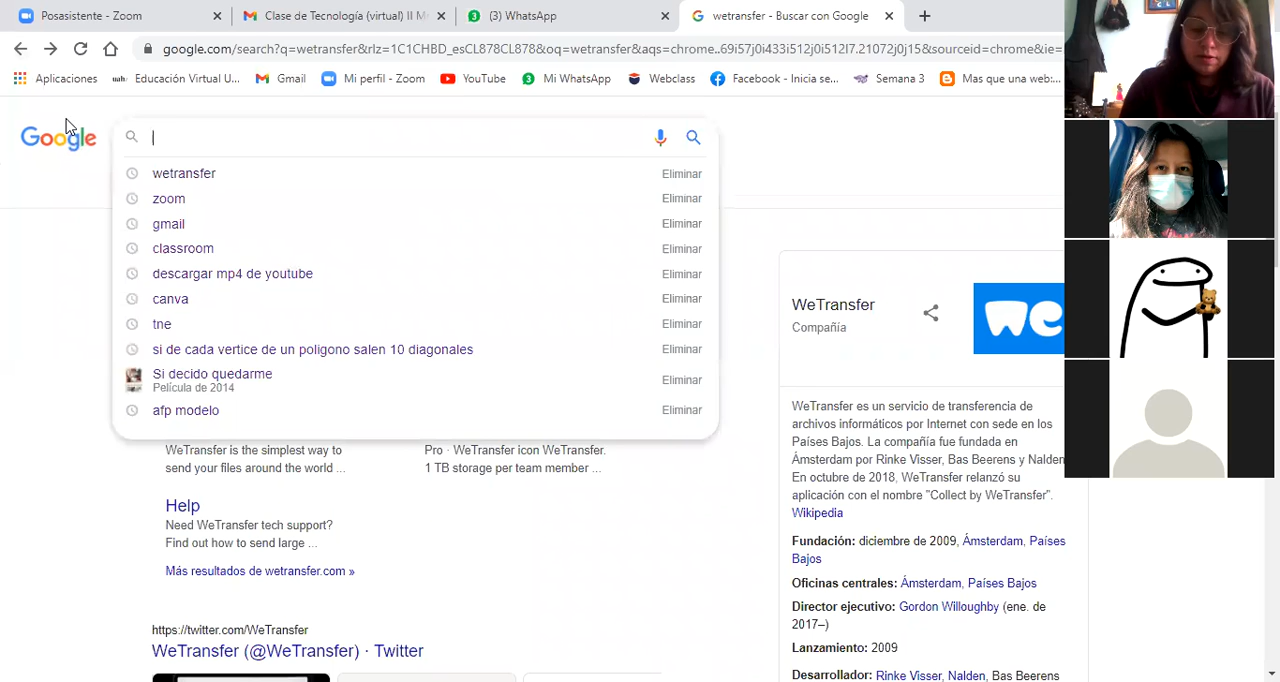 Posasistente - Zoom
Clase de Tecnología (virtual) II M
(3) WhatsApp
wetransfer - Buscar con Google
google.com/search?q=wetransfer&rlz=1C1CHBD_esCL878CL878&oq=wetransfer&aqs=chrome..69i57j0i433i512j0i512l7.21072j0j15&sourceid=chrome&ie=
Aplicaciones
Educación Virtual U...
Gmail
Mi perfil - Zoom
YouTube
Mi WhatsApp
Webclass
Facebook - Inicia se...
Semana 3
Mas que una web:...
Google
wetransfer Eliminar
zoom Eliminar
gmail Eliminar
classroom Eliminar
descargar mp4 de youtube Eliminar
canva Eliminar
tne Eliminar
si de cada vertice de un poligono salen 10 diagonales Eliminar
Si decido quedarme Eliminar
Película de 2014
afp modelo Eliminar
WeTransfer is the simplest way to
send your files around the world ...
Pro · WeTransfer icon WeTransfer.
1 TB storage per team member ...
Help
Need WeTransfer tech support?
Find out how to send large ...
Más resultados de wetransfer.com »
https://twitter.com/WeTransfer
WeTransfer (@WeTransfer) · Twitter
WeTransfer
Compañía
we
WeTransfer es un servicio de transferencia de
archivos informáticos por Internet con sede en los
Países Bajos. La compañía fue fundada en
Ámsterdam por Rinke Visser, Bas Beerens y Nalden
En octubre de 2018, WeTransfer relanzó su
aplicación con el nombre "Collect by WeTransfer".
Wikipedia
Fundación: diciembre de 2009, Ámsterdam, Países
Bajos
Oficinas centrales: Ámsterdam, Países Bajos
Director ejecutivo: Gordon Willoughby (ene. de
2017–)
Lanzamiento: 2009
Desarrollador: Rinke Visser, Nalden, Bas Beerens